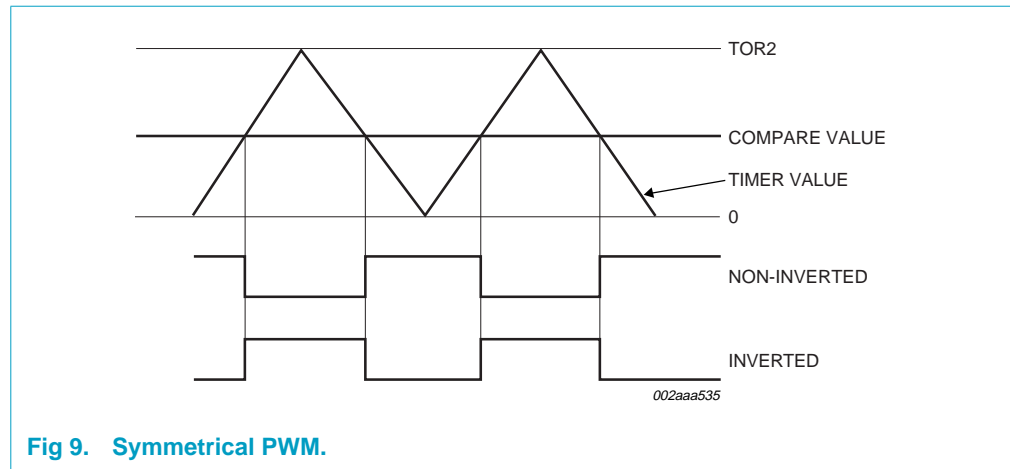 TOR2
COMPARE VALUE
TIMER VALUE
0
NON-INVERTED
INVERTED
002aaa535
Fig 9. Symmetrical PWM.